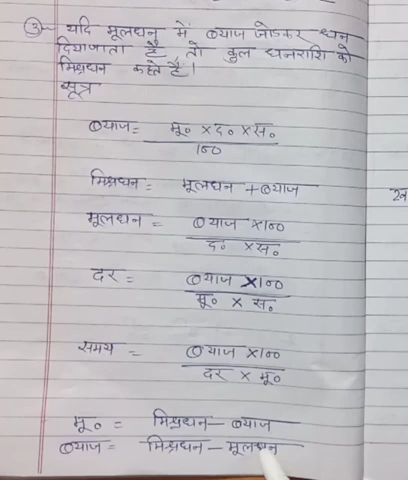 ③ - यदि मूलधन में ब्याज जोडकर धन
दियाजाता है, तो कुल धनराशि को
मिश्रधन कहते हैं।
सूत्र
ब्याज = मू० × द० × स०
100
मिश्रधन = मूलधन + ब्याज
मूलधन = ब्याज ×100
द० × स०
दर = ब्याज ×100
मू० × स०
समय = ब्याज ×100
दर × मू०
मू० = मिश्रधन - ब्याज
ब्याज = मिश्रधन - मूलधन